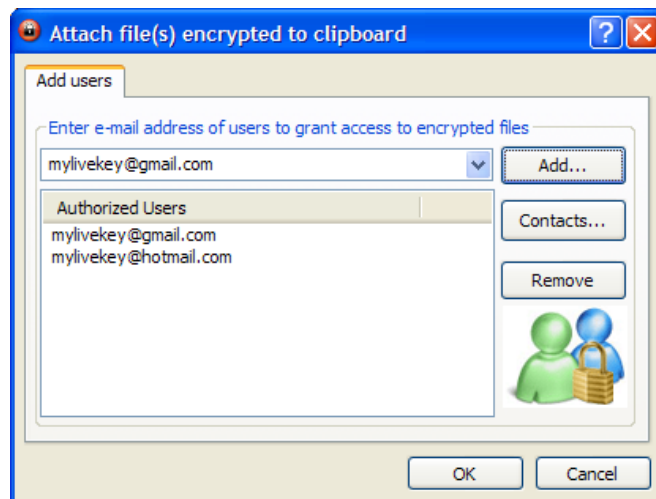 Attach file(s) encrypted to clipboard
Add users
Enter e-mail address of users to grant access to encrypted files
mylivekey@gmail.com
Add...
Authorized Users
Contacts...
mylivekey@gmail.com
mylivekey@hotmail.com
Remove
OK
Cancel